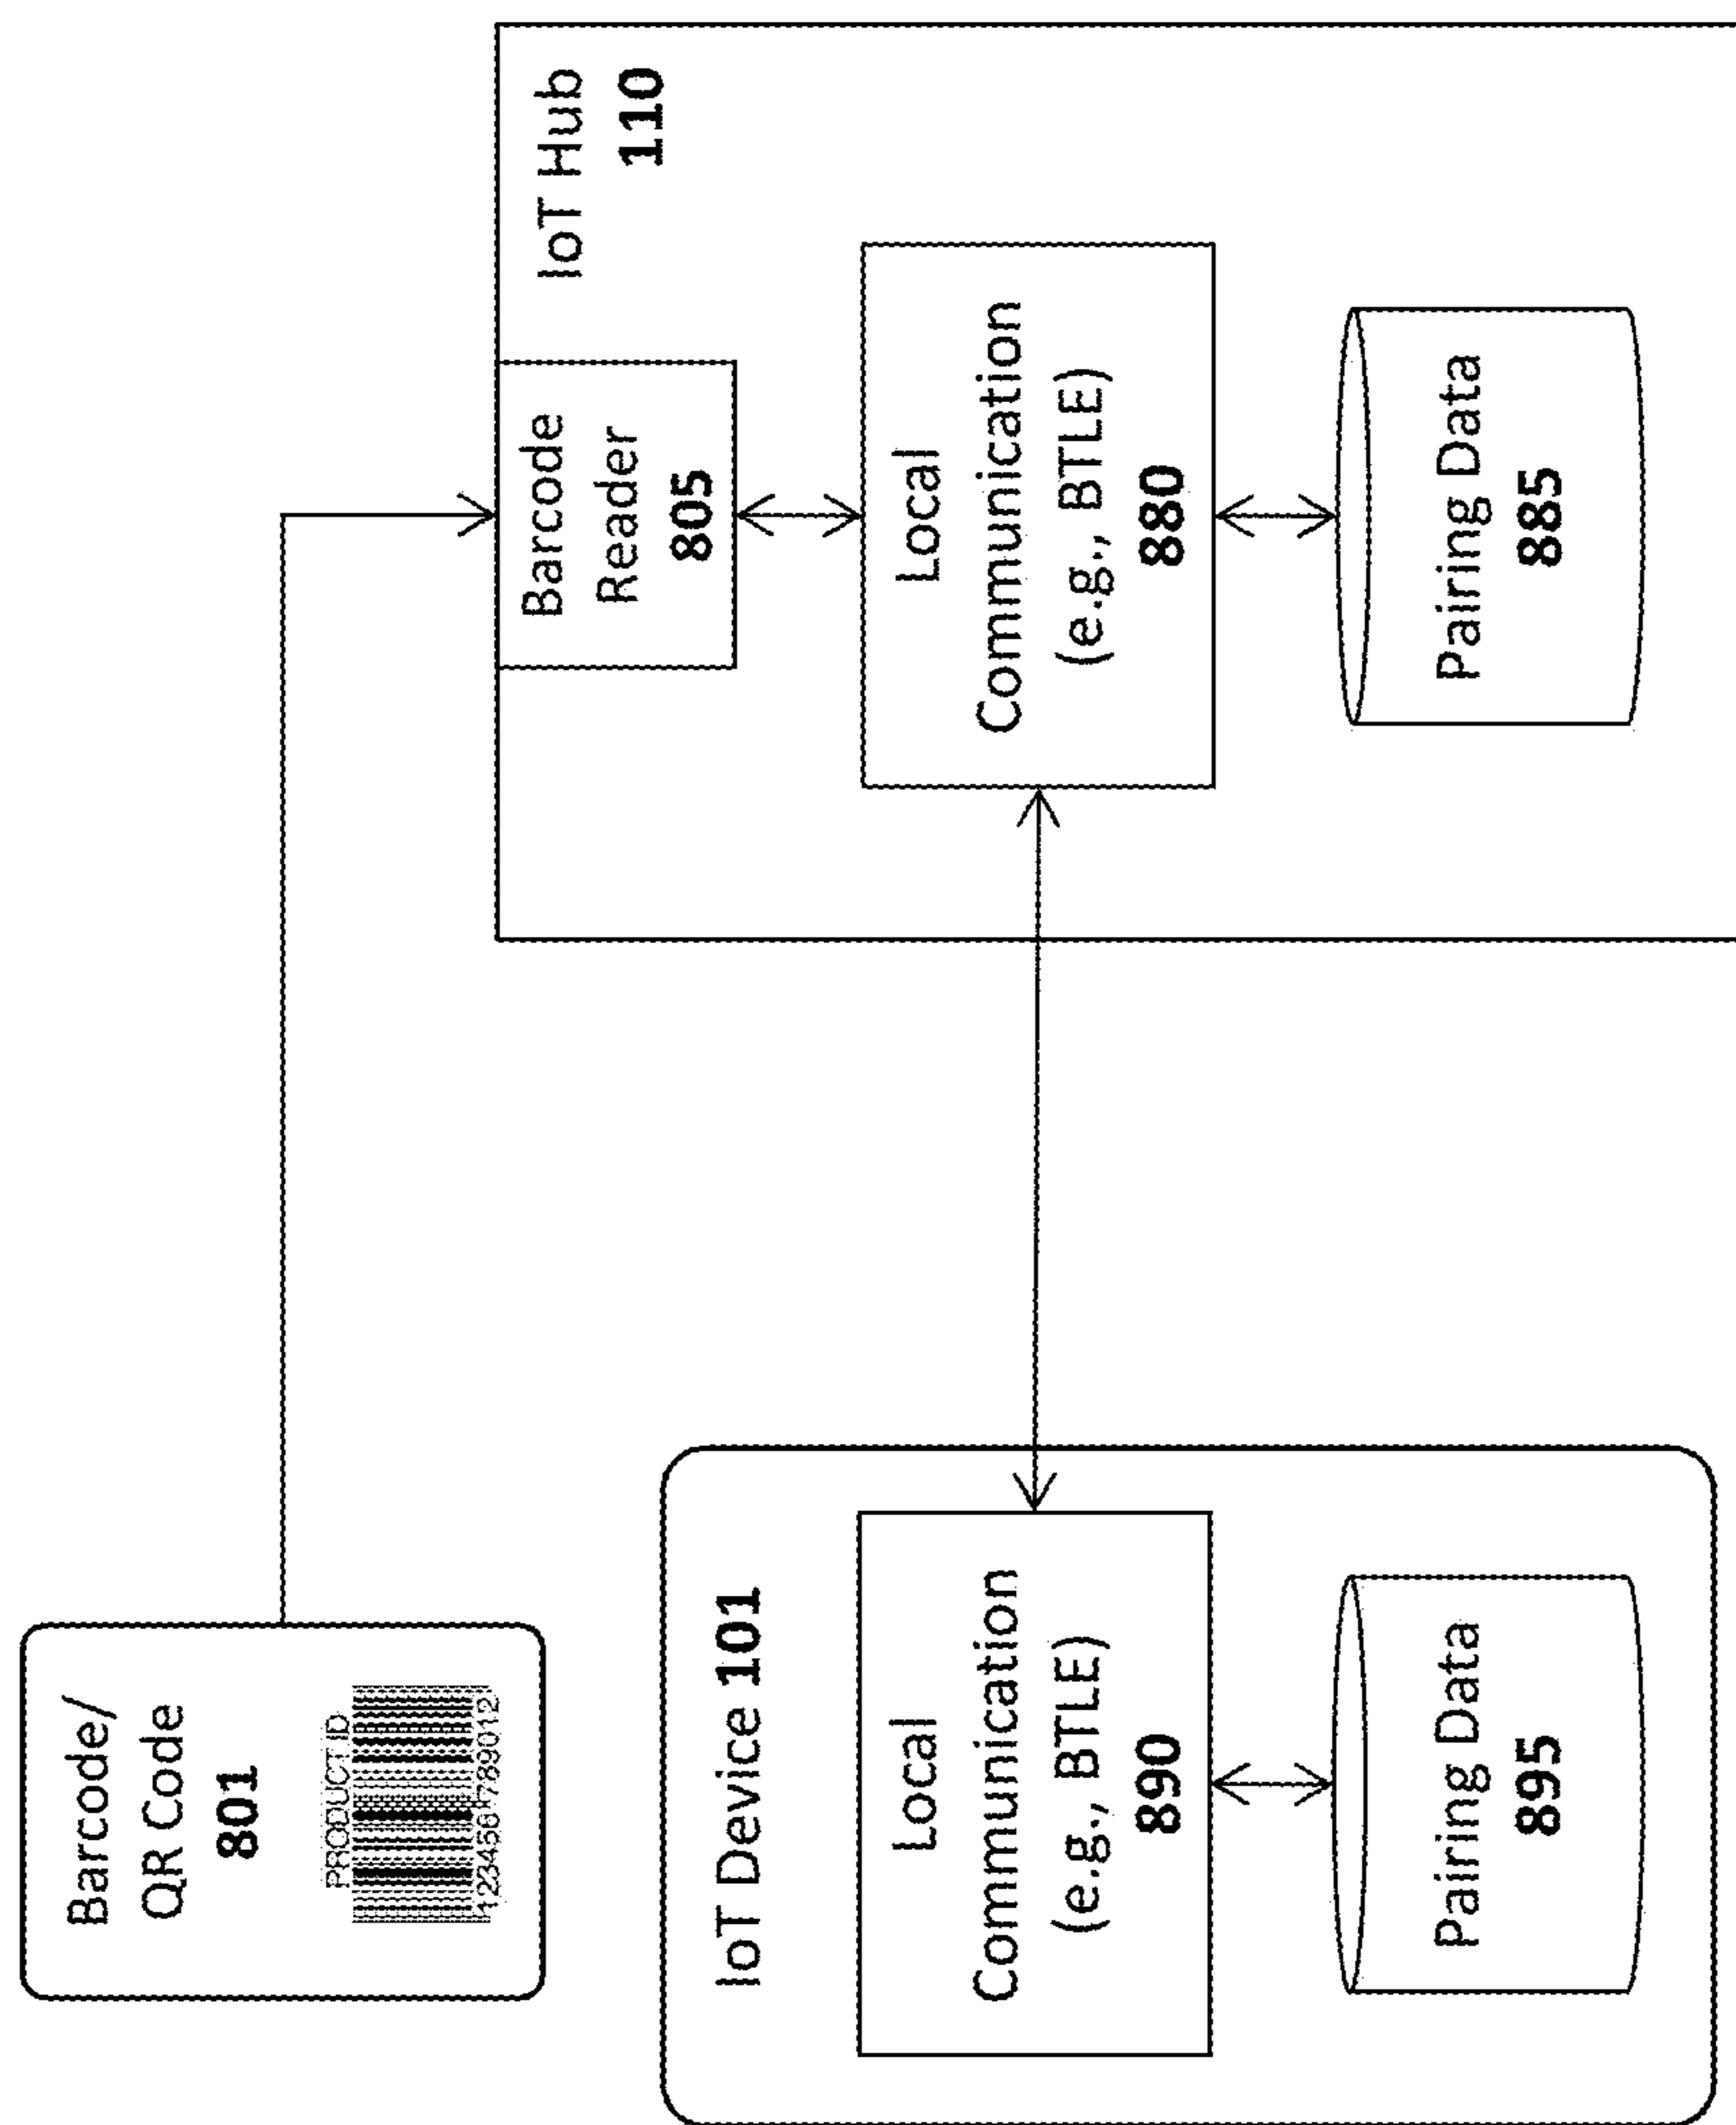 Barcode/
QR Code
801
PRODUCT ID
IoT Device 101
Local
Communication
(e.g., BTLE)
890
Pairing Data
895
IoT Hub
110
Barcode
Reader
805
Local
Communication
(e.g., BTLE)
880
Pairing Data
885